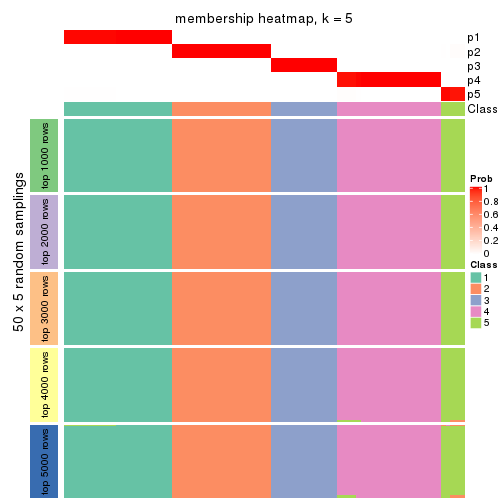 membership heatmap, k = 5
p1
p2
p3
p4
p5
Class
50 x 5 random samplings
top 1000 rows
top 2000 rows
top 3000 rows
top 4000 rows
top 5000 rows
Prob
1
0.8
0.6
0.4
0.2
0
Class
1
2
3
4
5